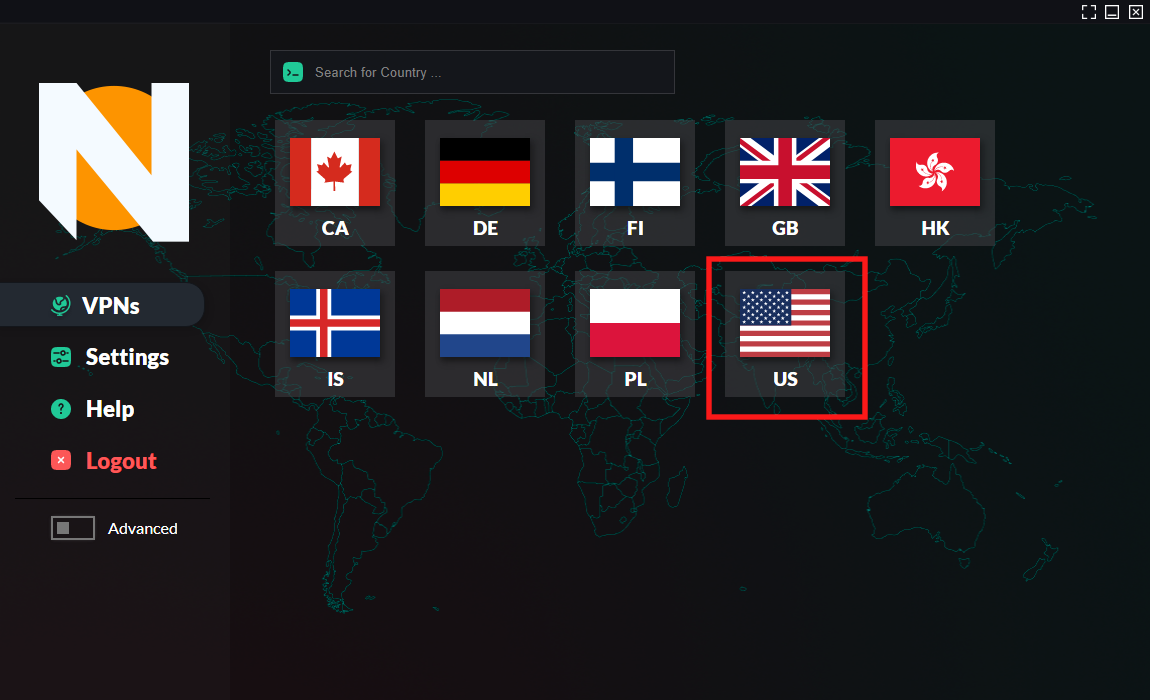 Search for Country ...
CA
DE
FI
GB
HK
IS
NL
PL
US
N
VPNs
Settings
Help
Logout
Advanced